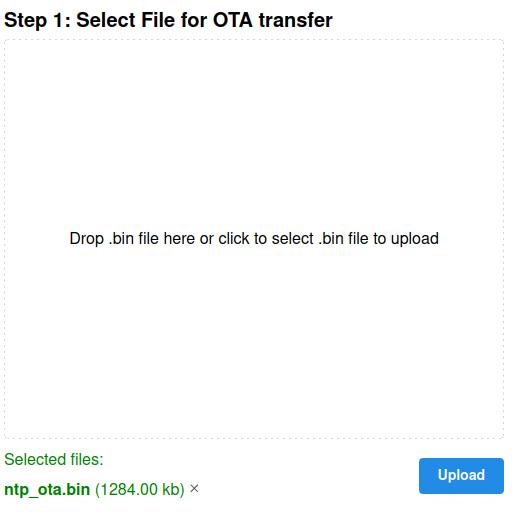 Step 1: Select File for OTA transfer
Drop .bin file here or click to select .bin file to upload
Selected files:
ntp_ota.bin (1284.00 kb) ×
Upload